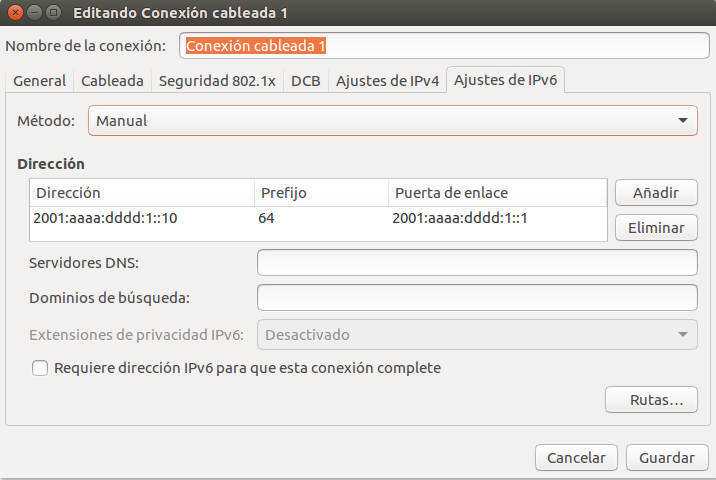 Editando Conexión cableada 1
Nombre de la conexión: Conexión cableada 1
General Cableada Seguridad 802.1x DCB Ajustes de IPv4 Ajustes de IPv6
Método: Manual
Dirección
Dirección Prefijo Puerta de enlace Añadir
2001:aaaa:dddd:1::10 64 2001:aaaa:dddd:1::1 Eliminar
Servidores DNS:
Dominios de búsqueda:
Extensiones de privacidad IPv6: Desactivado
Requiere dirección IPv6 para que esta conexión complete
Rutas...
Cancelar Guardar